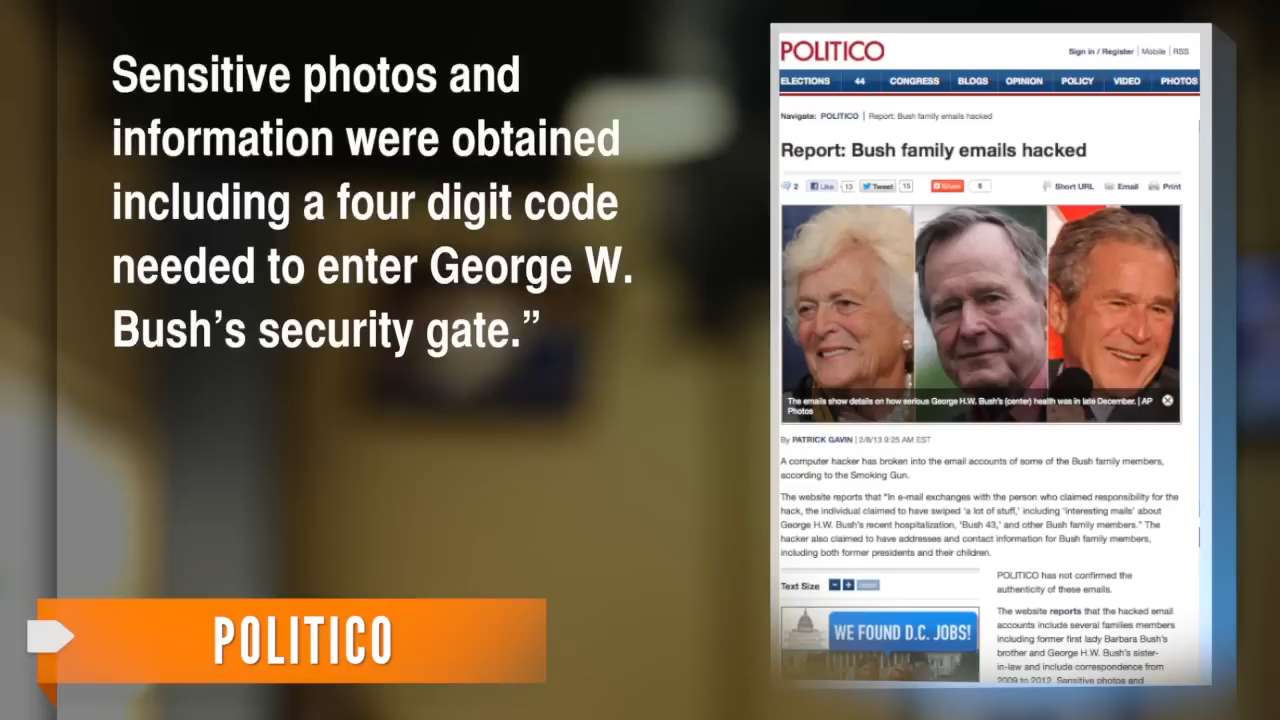 Sensitive photos and
information were obtained
including a four digit code
needed to enter George W.
Bush's security gate.”
POLITICO
POLITICO
Sign in / Register | Mobile | RSS
ELECTIONS 44 CONGRESS BLOGS OPINION POLICY VIDEO PHOTOS
Navigate: POLITICO | Report: Bush family emails hacked
Report: Bush family emails hacked
2 Like 13 Tweet 15 Share 6 Short URL Email Print
The emails show details on how serious George H.W. Bush's (center) health was in late December. | AP
Photos
By PATRICK GAVIN | 2/8/13 9:25 AM EST
A computer hacker has broken into the email accounts of some of the Bush family members,
according to the Smoking Gun.
The website reports that “In e-mail exchanges with the person who claimed responsibility for the
hack, the individual claimed to have swiped ‘a lot of stuff,’ including ‘interesting mails’ about
George H.W. Bush's recent hospitalization, ‘Bush 43,’ and other Bush family members.” The
hacker also claimed to have addresses and contact information for Bush family members,
including both former presidents and their children.
Text Size - +
WE FOUND D.C. JOBS!
POLITICO has not confirmed the
authenticity of these emails.
The website reports that the hacked email
accounts include several families members
including former first lady Barbara Bush's
brother and George H.W. Bush's sister-
in-law and include correspondence from
2009 to 2012. Sensitive photos and